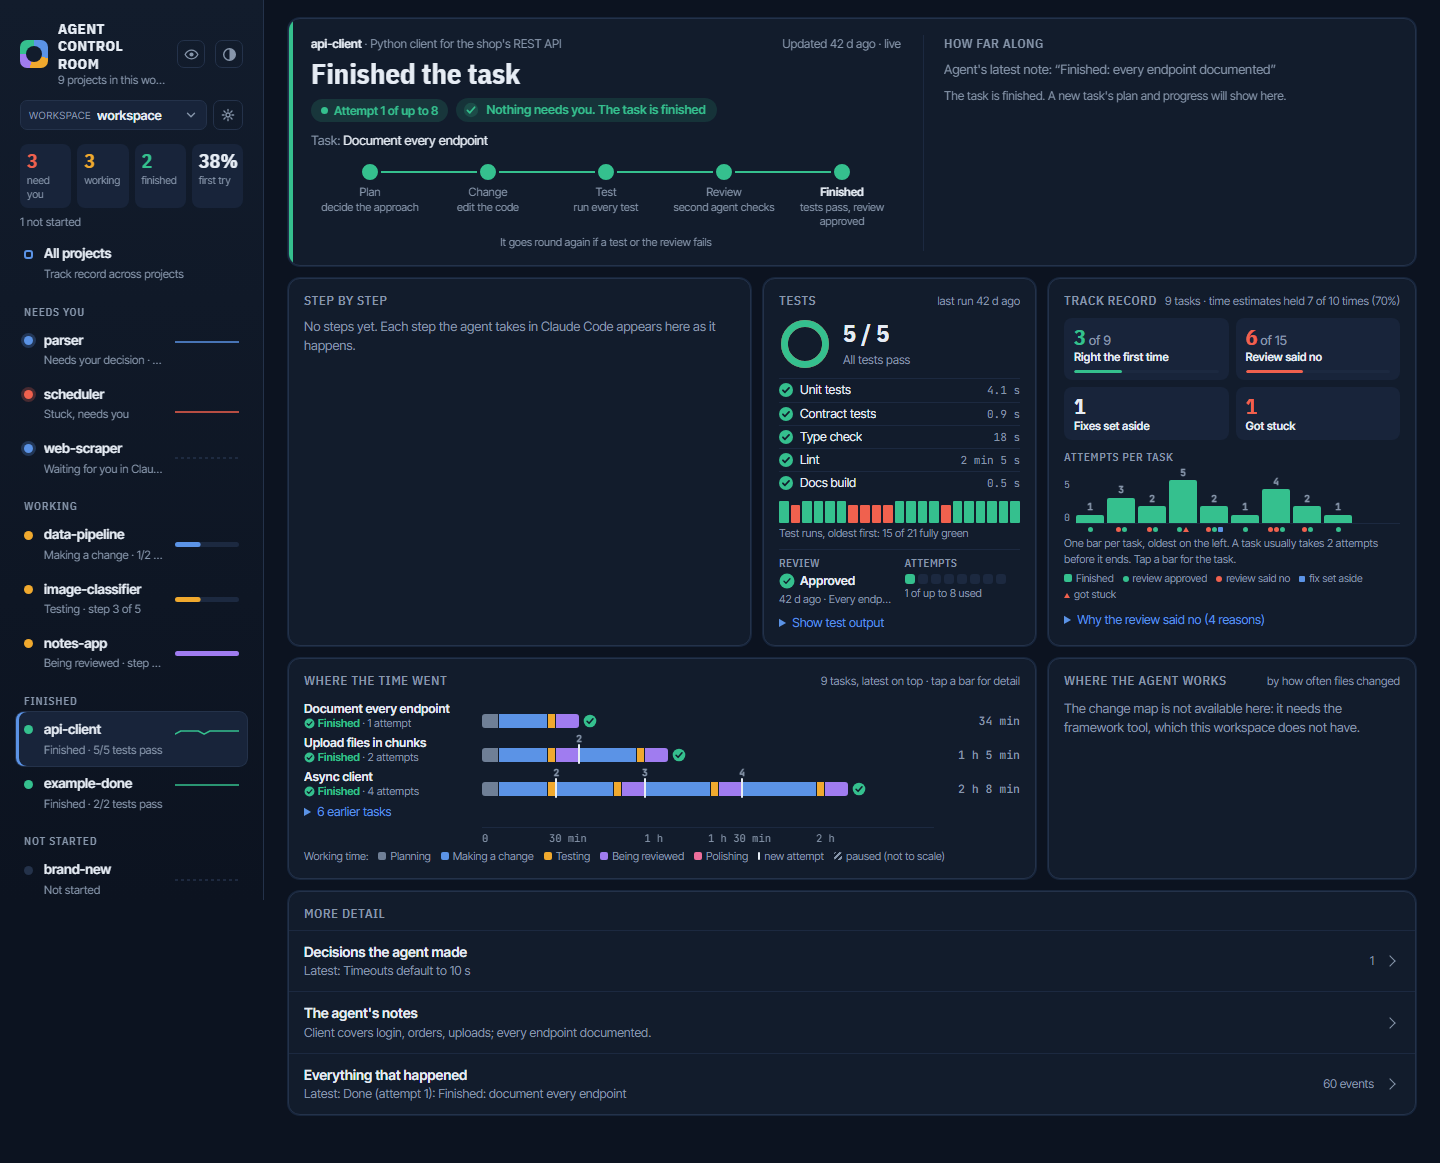 AGENT
CONTROL
ROOM
9 projects in this wo...
WORKSPACE workspace
3 need you
3 working
2 finished
38% first try
1 not started
All projects
Track record across projects
NEEDS YOU
parser
Needs your decision · ...
scheduler
Stuck, needs you
web-scraper
Waiting for you in Clau...
WORKING
data-pipeline
Making a change · 1/2 ...
image-classifier
Testing · step 3 of 5
notes-app
Being reviewed · step ...
FINISHED
api-client
Finished · 5/5 tests pass
example-done
Finished · 2/2 tests pass
NOT STARTED
brand-new
Not started
api-client · Python client for the shop's REST API
Updated 42 d ago · live
Finished the task
Attempt 1 of up to 8
Nothing needs you. The task is finished
Task: Document every endpoint
Plan
decide the approach
Change
edit the code
Test
run every test
Review
second agent checks
Finished
tests pass, review
approved
It goes round again if a test or the review fails
HOW FAR ALONG
Agent's latest note: “Finished: every endpoint documented”
The task is finished. A new task's plan and progress will show here.
STEP BY STEP
No steps yet. Each step the agent takes in Claude Code appears here as it
happens.
TESTS
last run 42 d ago
5 / 5
All tests pass
Unit tests 4.1 s
Contract tests 0.9 s
Type check 18 s
Lint 2 min 5 s
Docs build 0.5 s
Test runs, oldest first: 15 of 21 fully green
REVIEW
Approved
42 d ago · Every endp...
ATTEMPTS
1 of up to 8 used
Show test output
TRACK RECORD
9 tasks · time estimates held 7 of 10 times (70%)
3 of 9
Right the first time
6 of 15
Review said no
1
Fixes set aside
1
Got stuck
ATTEMPTS PER TASK
5
0
1 3 2 5 2 1 4 2 1
One bar per task, oldest on the left. A task usually takes 2 attempts
before it ends. Tap a bar for the task.
Finished review approved review said no fix set aside
got stuck
Why the review said no (4 reasons)
WHERE THE TIME WENT
9 tasks, latest on top · tap a bar for detail
Document every endpoint
Finished · 1 attempt
34 min
Upload files in chunks
Finished · 2 attempts
2
1 h 5 min
Async client
Finished · 4 attempts
2 3 4
2 h 8 min
6 earlier tasks
0 30 min 1 h 1 h 30 min 2 h
Working time: Planning Making a change Testing Being reviewed Polishing new attempt paused (not to scale)
WHERE THE AGENT WORKS
by how often files changed
The change map is not available here: it needs the
framework tool, which this workspace does not have.
MORE DETAIL
Decisions the agent made
Latest: Timeouts default to 10 s
1
The agent's notes
Client covers login, orders, uploads; every endpoint documented.
Everything that happened
Latest: Done (attempt 1): Finished: document every endpoint
60 events